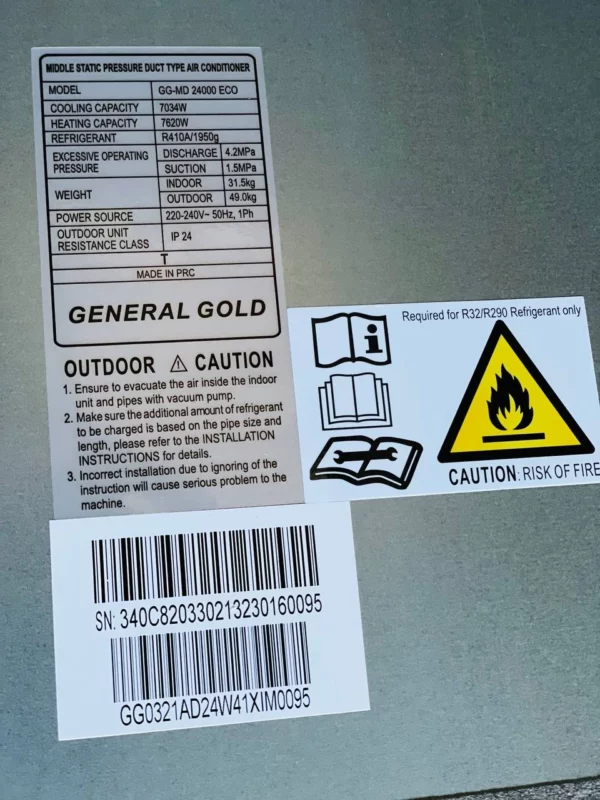 MIDDLE STATIC PRESSURE DUCT TYPE AIR CONDITIONER
MODEL GG-MD 24000 ECO
COOLING CAPACITY 7034W
HEATING CAPACITY 7620W
REFRIGERANT R410A/1950g
EXCESSIVE OPERATING PRESSURE DISCHARGE 4.2MPa
SUCTION 1.5MPa
WEIGHT INDOOR 31.5kg
OUTDOOR 49.0kg
POWER SOURCE 220-240V~ 50Hz, 1Ph
OUTDOOR UNIT
RESISTANCE CLASS IP 24
T
MADE IN PRC
GENERAL GOLD
OUTDOOR ⚠ CAUTION
1. Ensure to evacuate the air inside the indoor
unit and pipes with vacuum pump.
2. Make sure the additional amount of refrigerant
to be charged is based on the pipe size and
length, please refer to the INSTALLATION
INSTRUCTIONS for details.
3. Incorrect installation due to ignoring of the
instruction will cause serious problem to the
machine.
Required for R32/R290 Refrigerant only
i
CAUTION: RISK OF FIRE
SN: 340C820330213230160095
GG0321AD24W41XIM0095